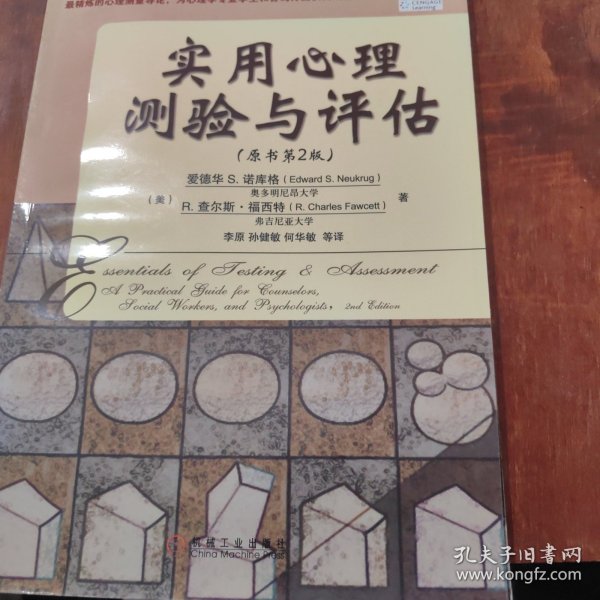 CENGAGE
Learning
实用心理
测验与评估
(原书第2版)
爱德华 S. 诺库格 (Edward S. Neukrug)
奥多明尼昂大学
(美)
著
R. 查尔斯·福西特 (R. Charles Fawcett)
弗吉尼亚大学
李原 孙健敏 何华敏 等译
Essentials of Testing & Assessment
A Practical Guide for Counselors,
Social Workers, and Psychologists, 2nd Edition
机械工业出版社
China Machine Press
孔夫子旧书网
www.kongfz.com